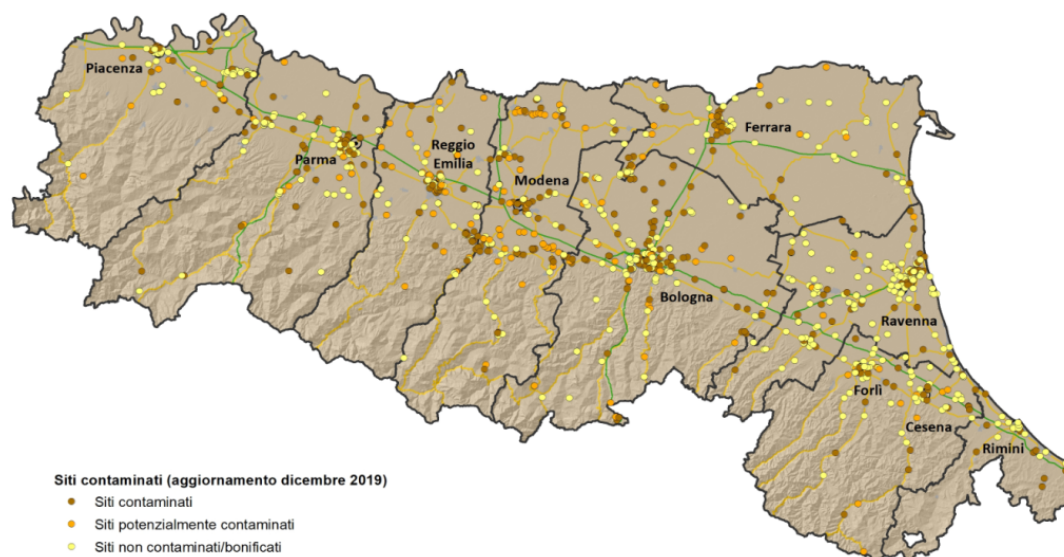 Piacenza
Parma
Reggio
Emilia
Modena
Ferrara
Bologna
Ravenna
Forlì
Cesena
Rimini
Siti contaminati (aggiornamento dicembre 2019)
Siti contaminati
Siti potenzialmente contaminati
Siti non contaminati/bonificati